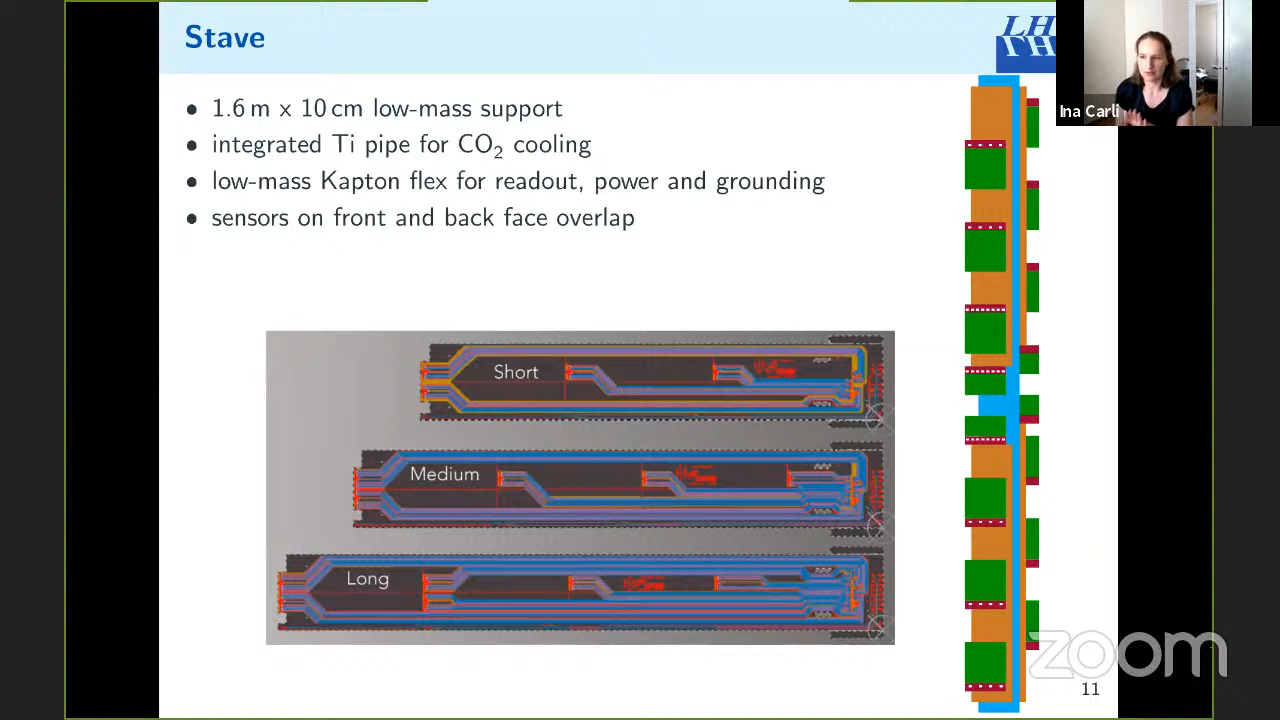 Stave
Ina Carli
• 1.6 m x 10 cm low-mass support
• integrated Ti pipe for CO₂ cooling
• low-mass Kapton flex for readout, power and grounding
• sensors on front and back face overlap
Short
Medium
Long
zoom
11